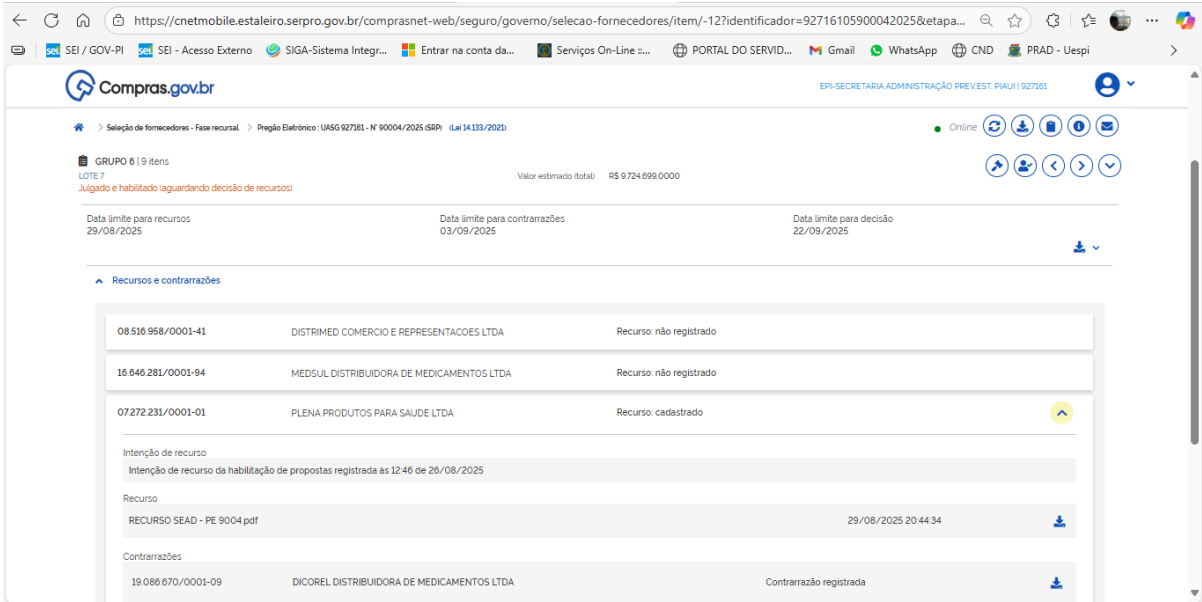 https://cnetmobile.estaleiro.serpro.gov.br/comprasnet-web/seguro/governo/selecao-fornecedores/item/-12?identificador=92716105900042025&etapa...
SEI / GOV-PI sei SEI - Acesso Externo SIGA-Sistema Integr... Entrar na conta da... Serviços On-Line ::... PORTAL DO SERVID... Gmail WhatsApp CND PRAD - Uespi
Compras.gov.br
EPI-SECRETARIA ADMINISTRAÇÃO PREV.EST. PIAUI | 927161
Seleção de fornecedores - Fase recursal > Pregão Eletrônico : UASG 927161 - N° 90004/2025 (SRP) (Lei 14.133/2021)
Online
GRUPO 6 | 9 itens
LOTE 7
Valor estimado (total) R$ 9.724.699,0000
Julgado e habilitado (aguardando decisão de recursos)
Data limite para recursos
29/08/2025
Data limite para contrarrazões
03/09/2025
Data limite para decisão
22/09/2025
Recursos e contrarrazões
08.516.958/0001-41 DISTRIMED COMERCIO E REPRESENTACOES LTDA Recurso: não registrado
16.646.281/0001-94 MEDSUL DISTRIBUIDORA DE MEDICAMENTOS LTDA Recurso: não registrado
07.272.231/0001-01 PLENA PRODUTOS PARA SAUDE LTDA Recurso: cadastrado
Intenção de recurso
Intenção de recurso da habilitação de propostas registrada às 12:46 de 26/08/2025
Recurso
RECURSO SEAD - PE 9004.pdf 29/08/2025 20:44:34
Contrarrazões
19.086.670/0001-09 DICOREL DISTRIBUIDORA DE MEDICAMENTOS LTDA Contrarrazão registrada